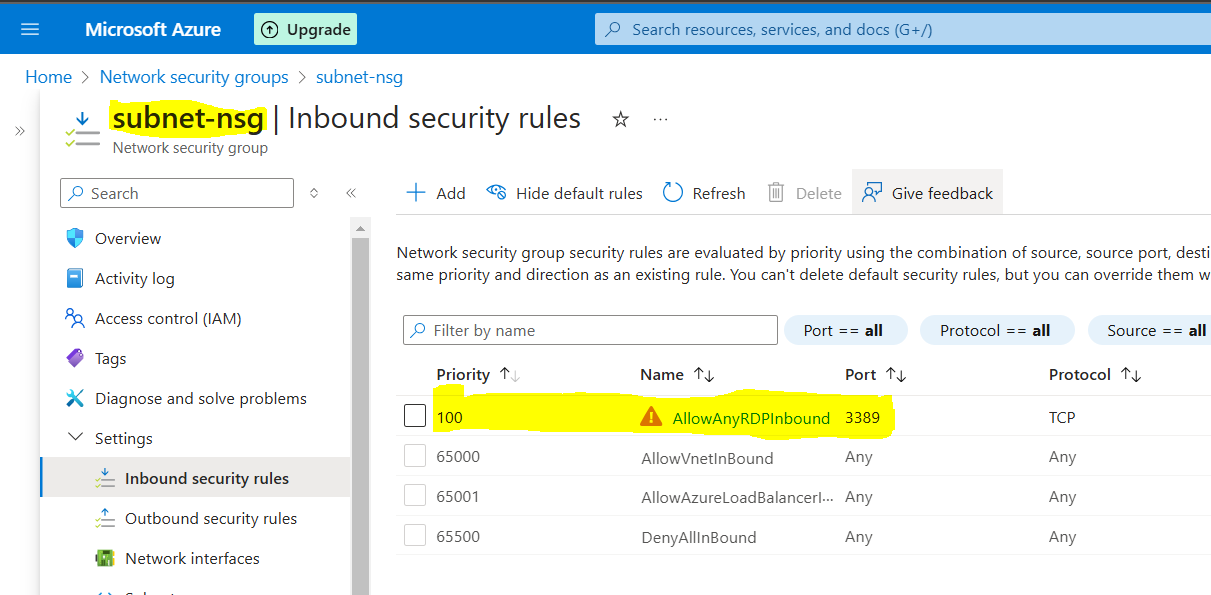 Microsoft Azure
Upgrade
Search resources, services, and docs (G+/)
Home > Network security groups > subnet-nsg
subnet-nsg | Inbound security rules
Network security group
Search
Add
Hide default rules
Refresh
Delete
Give feedback
Overview
Activity log
Access control (IAM)
Tags
Diagnose and solve problems
Settings
Inbound security rules
Outbound security rules
Network interfaces
Network security group security rules are evaluated by priority using the combination of source, source port, desti
same priority and direction as an existing rule. You can't delete default security rules, but you can override them w
Filter by name
Port == all
Protocol == all
Source == all
Priority ↑↓ Name ↑↓ Port ↑↓ Protocol ↑↓
100 AllowAnyRDPInbound 3389 TCP
65000 AllowVnetInBound Any Any
65001 AllowAzureLoadBalancerI... Any Any
65500 DenyAllInBound Any Any